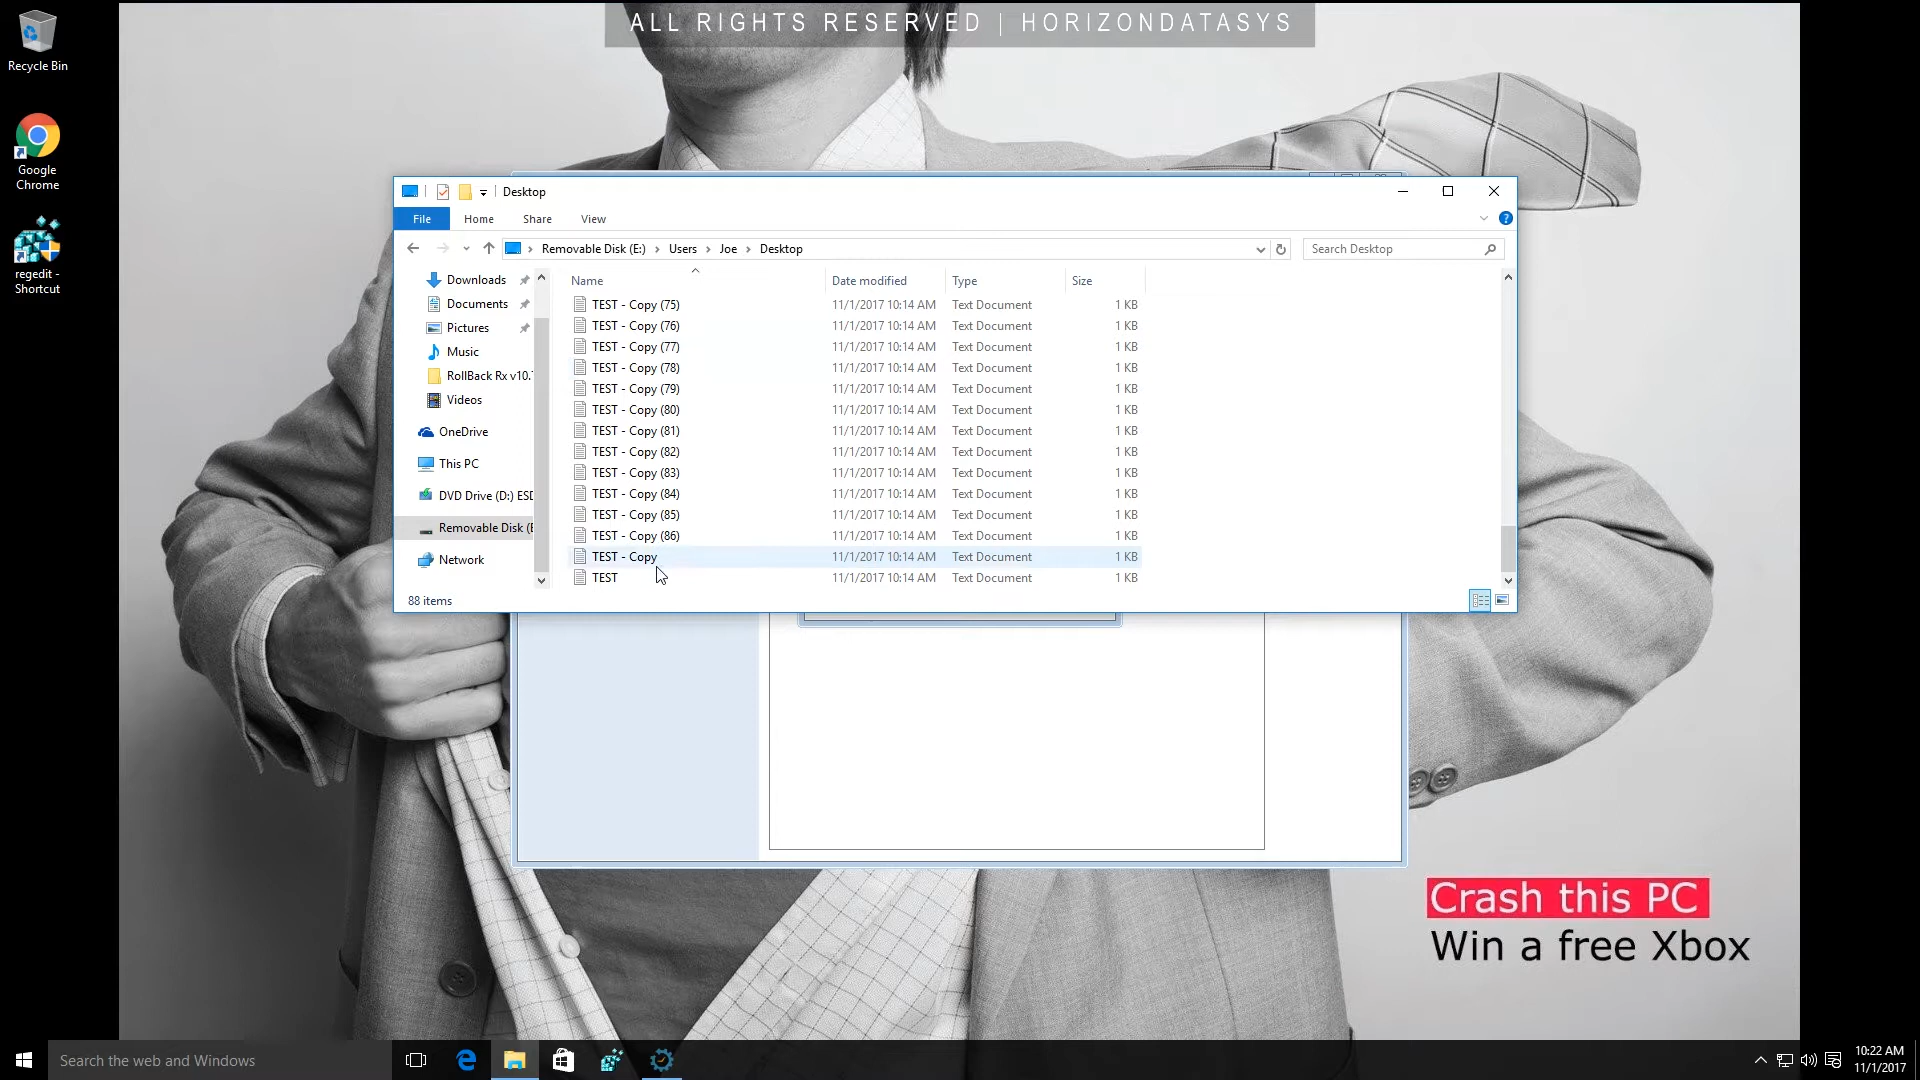 ALL RIGHTS RESERVED | HORIZONDATASYS
Recycle Bin
Google
Chrome
regedit -
Shortcut
Desktop
File Home Share View
Removable Disk (E:) > Users > Joe > Desktop
Search Desktop
Downloads
Documents
Pictures
Music
RollBack Rx v10.
Videos
OneDrive
This PC
DVD Drive (D:) ESD
Removable Disk (E
Network
Name Date modified Type Size
TEST - Copy (75) 11/1/2017 10:14 AM Text Document 1 KB
TEST - Copy (76) 11/1/2017 10:14 AM Text Document 1 KB
TEST - Copy (77) 11/1/2017 10:14 AM Text Document 1 KB
TEST - Copy (78) 11/1/2017 10:14 AM Text Document 1 KB
TEST - Copy (79) 11/1/2017 10:14 AM Text Document 1 KB
TEST - Copy (80) 11/1/2017 10:14 AM Text Document 1 KB
TEST - Copy (81) 11/1/2017 10:14 AM Text Document 1 KB
TEST - Copy (82) 11/1/2017 10:14 AM Text Document 1 KB
TEST - Copy (83) 11/1/2017 10:14 AM Text Document 1 KB
TEST - Copy (84) 11/1/2017 10:14 AM Text Document 1 KB
TEST - Copy (85) 11/1/2017 10:14 AM Text Document 1 KB
TEST - Copy (86) 11/1/2017 10:14 AM Text Document 1 KB
TEST - Copy 11/1/2017 10:14 AM Text Document 1 KB
TEST 11/1/2017 10:14 AM Text Document 1 KB
88 items
Crash this PC
Win a free Xbox
Search the web and Windows
10:22 AM
11/1/2017